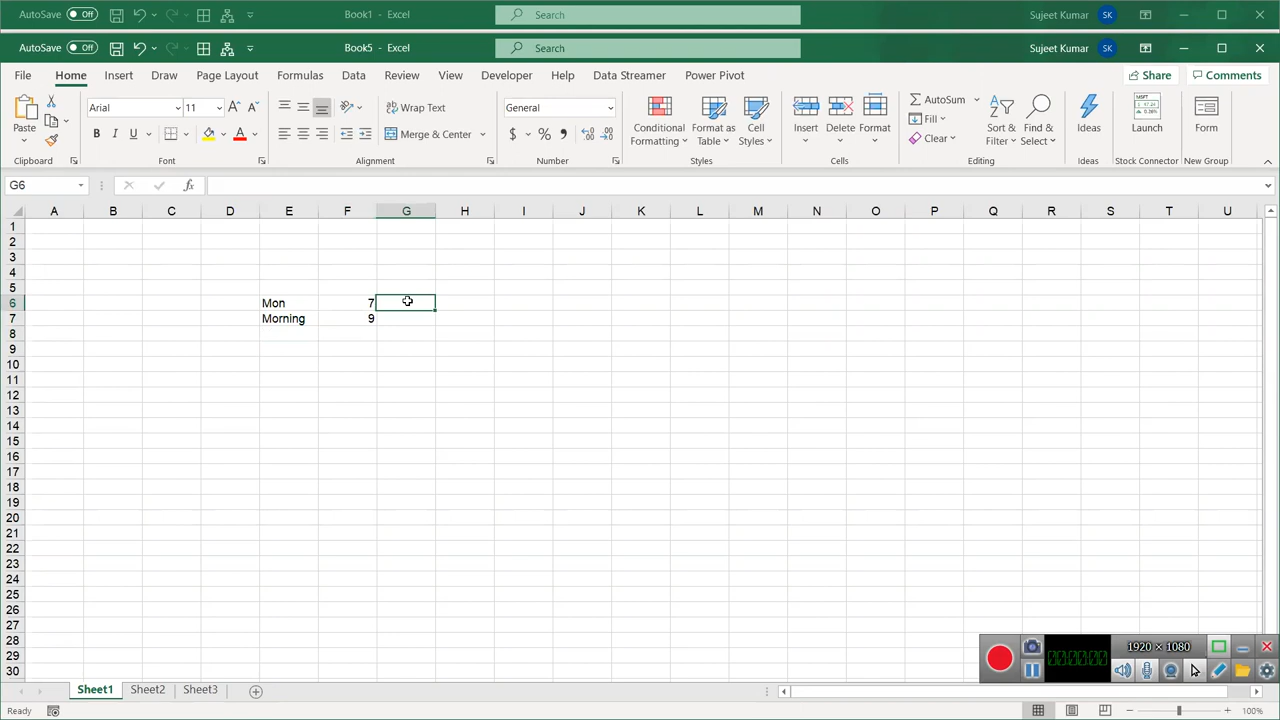 AutoSave Off Book1 - Excel Search Sujeet Kumar SK
AutoSave Off Book5 - Excel Search Sujeet Kumar SK
File Home Insert Draw Page Layout Formulas Data Review View Developer Help Data Streamer Power Pivot Share Comments
Arial 11 A A Wrap Text General AutoSum
Paste B I U A Merge & Center $ % Conditional Formatting Format as Table Cell Styles Insert Delete Format Fill Clear Sort & Filter Find & Select Ideas Launch Form
Clipboard Font Alignment Number Styles Cells Editing Ideas Stock Connector New Group
G6 fx
A B C D E F G H I J K L M N O P Q R S T U
1
2
3
4
5
6 Mon 7
7 Morning 9
8
9
10
11
12
13
14
15
16
17
18
19
20
21
22
23
24
25
26
27
28
29
30
1920 × 1080
00:00:00
Sheet1 Sheet2 Sheet3
Ready 100%